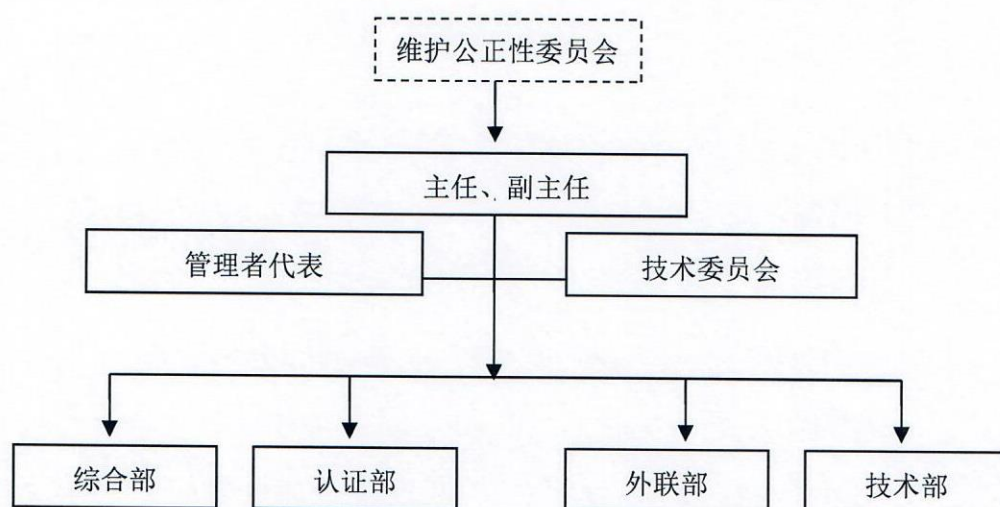 维护公正性委员会
主任、副主任
管理者代表
技术委员会
综合部
认证部
外联部
技术部